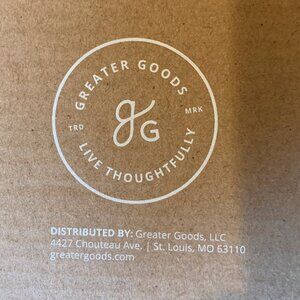 GREATER GOODS
TRD
gG
MRK
LIVE THOUGHTFULLY
DISTRIBUTED BY: Greater Goods, LLC
4427 Chouteau Ave. | St. Louis, MO 63110
greatergoods.com